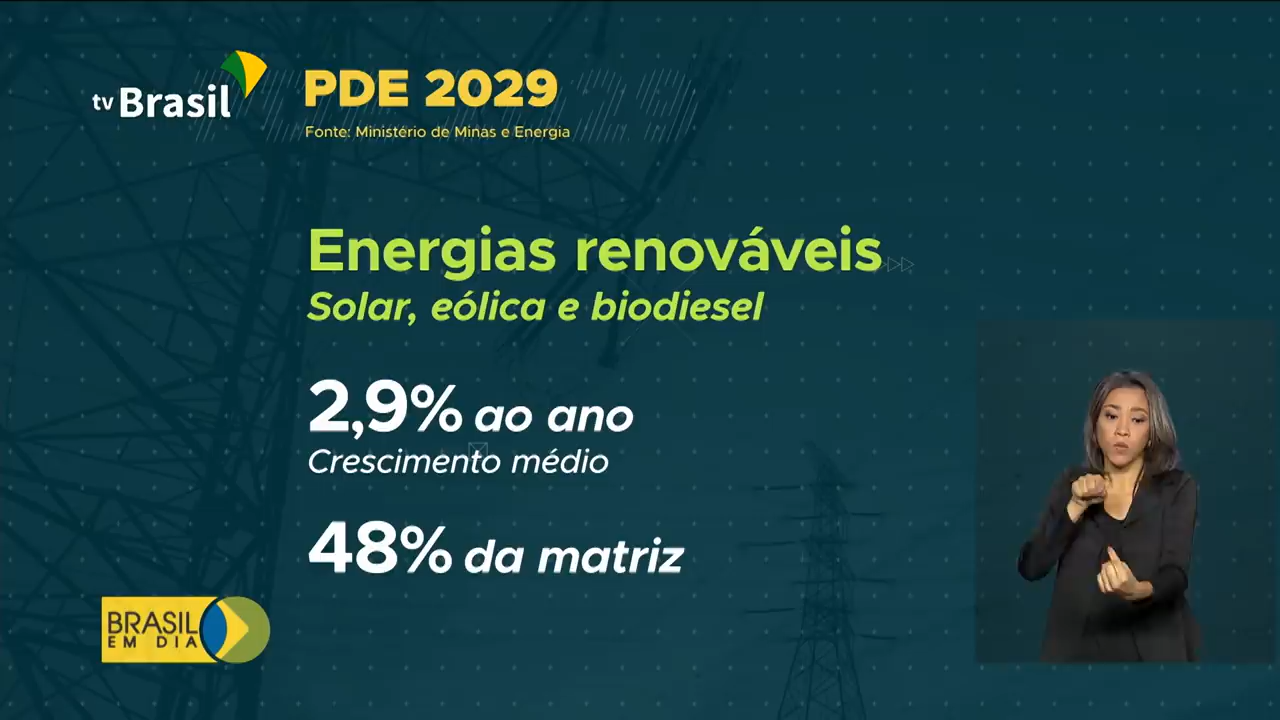 tv Brasil
PDE 2029
Fonte: Ministério de Minas e Energia
Energias renováveis
Solar, eólica e biodiesel
2,9% ao ano
Crescimento médio
48% da matriz
BRASIL
EM DIA